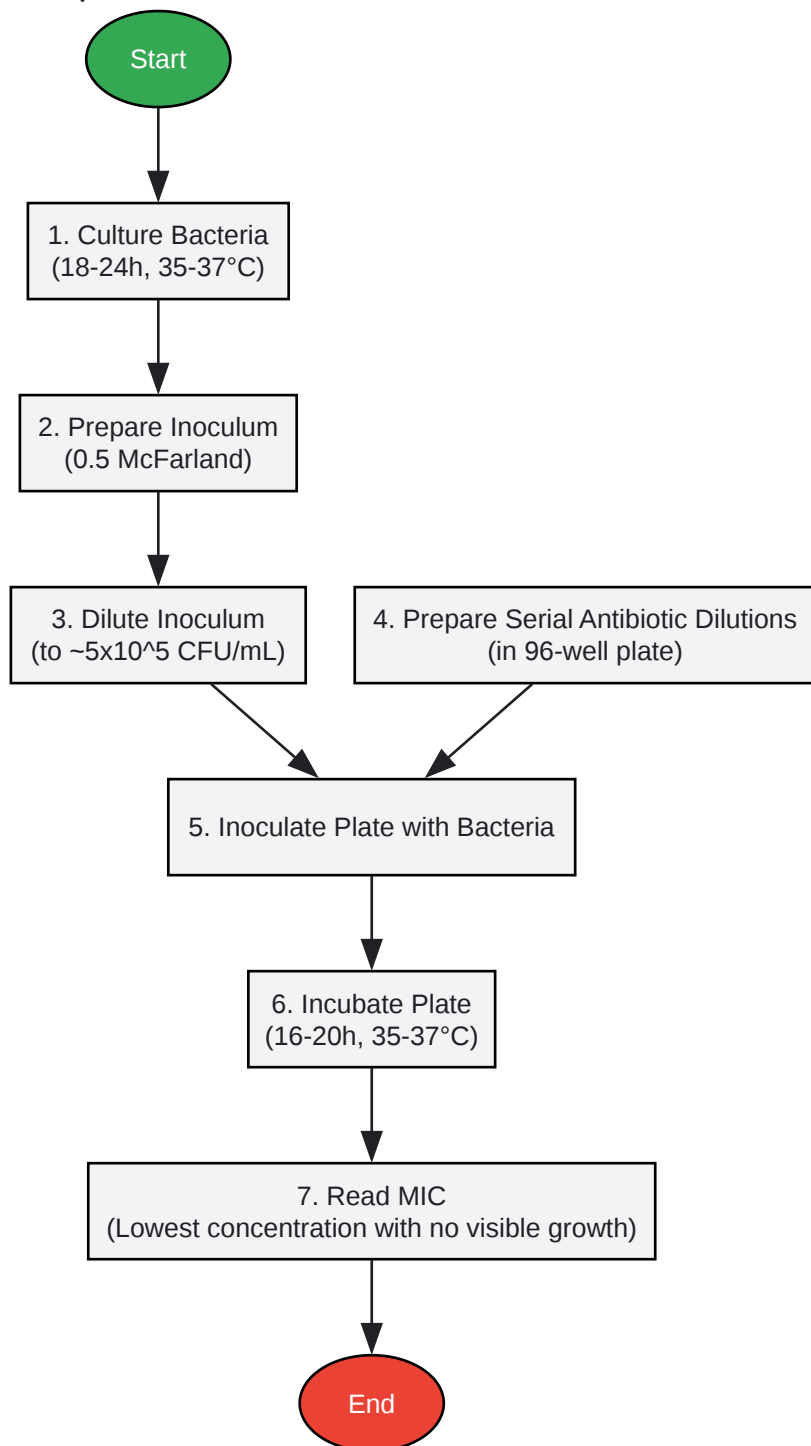 Start
1. Culture Bacteria
(18-24h, 35-37°C)
2. Prepare Inoculum
(0.5 McFarland)
3. Dilute Inoculum
(to ~5x10^5 CFU/mL)
4. Prepare Serial Antibiotic Dilutions
(in 96-well plate)
5. Inoculate Plate with Bacteria
6. Incubate Plate
(16-20h, 35-37°C)
7. Read MIC
(Lowest concentration with no visible growth)
End